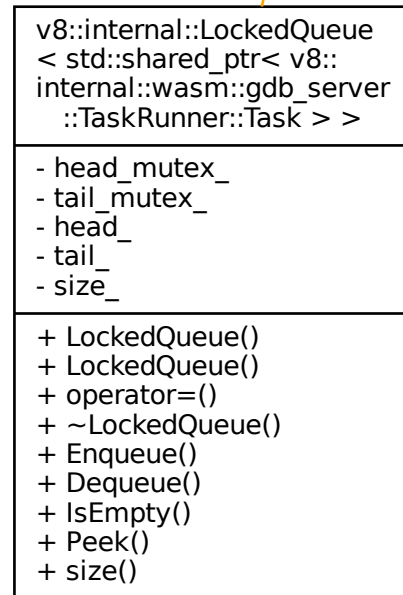 v8::internal::LockedQueue
< std::shared_ptr< v8::
internal::wasm::gdb_server
::TaskRunner::Task > >
- head_mutex_
- tail_mutex_
- head_
- tail_
- size_
+ LockedQueue()
+ LockedQueue()
+ operator=()
+ ~LockedQueue()
+ Enqueue()
+ Dequeue()
+ IsEmpty()
+ Peek()
+ size()